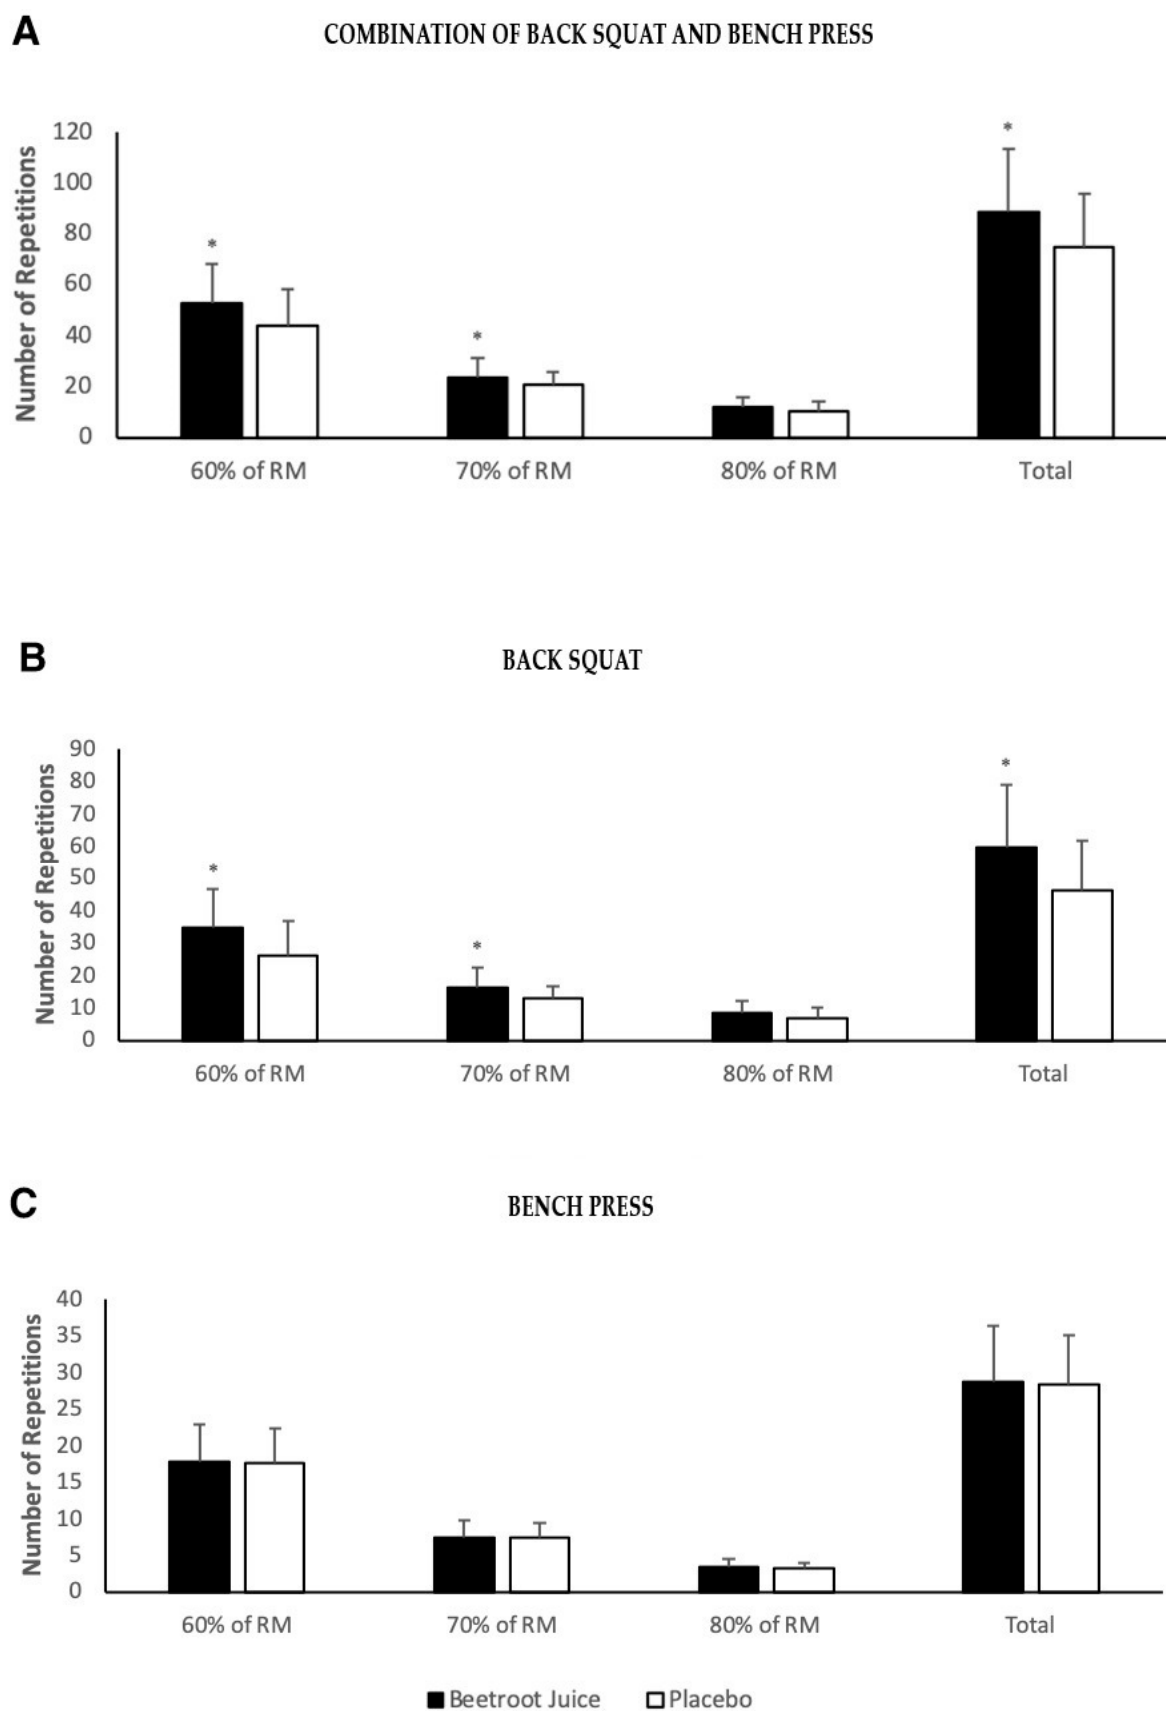 A
COMBINATION OF BACK SQUAT AND BENCH PRESS
Number of Repetitions
120
100
80
60
40
20
0
*
*
*
60% of RM 70% of RM 80% of RM Total
B
BACK SQUAT
Number of Repetitions
90
80
70
60
50
40
30
20
10
0
*
*
*
60% of RM 70% of RM 80% of RM Total
C
BENCH PRESS
Number of Repetitions
40
35
30
25
20
15
10
5
0
60% of RM 70% of RM 80% of RM Total
Beetroot Juice Placebo